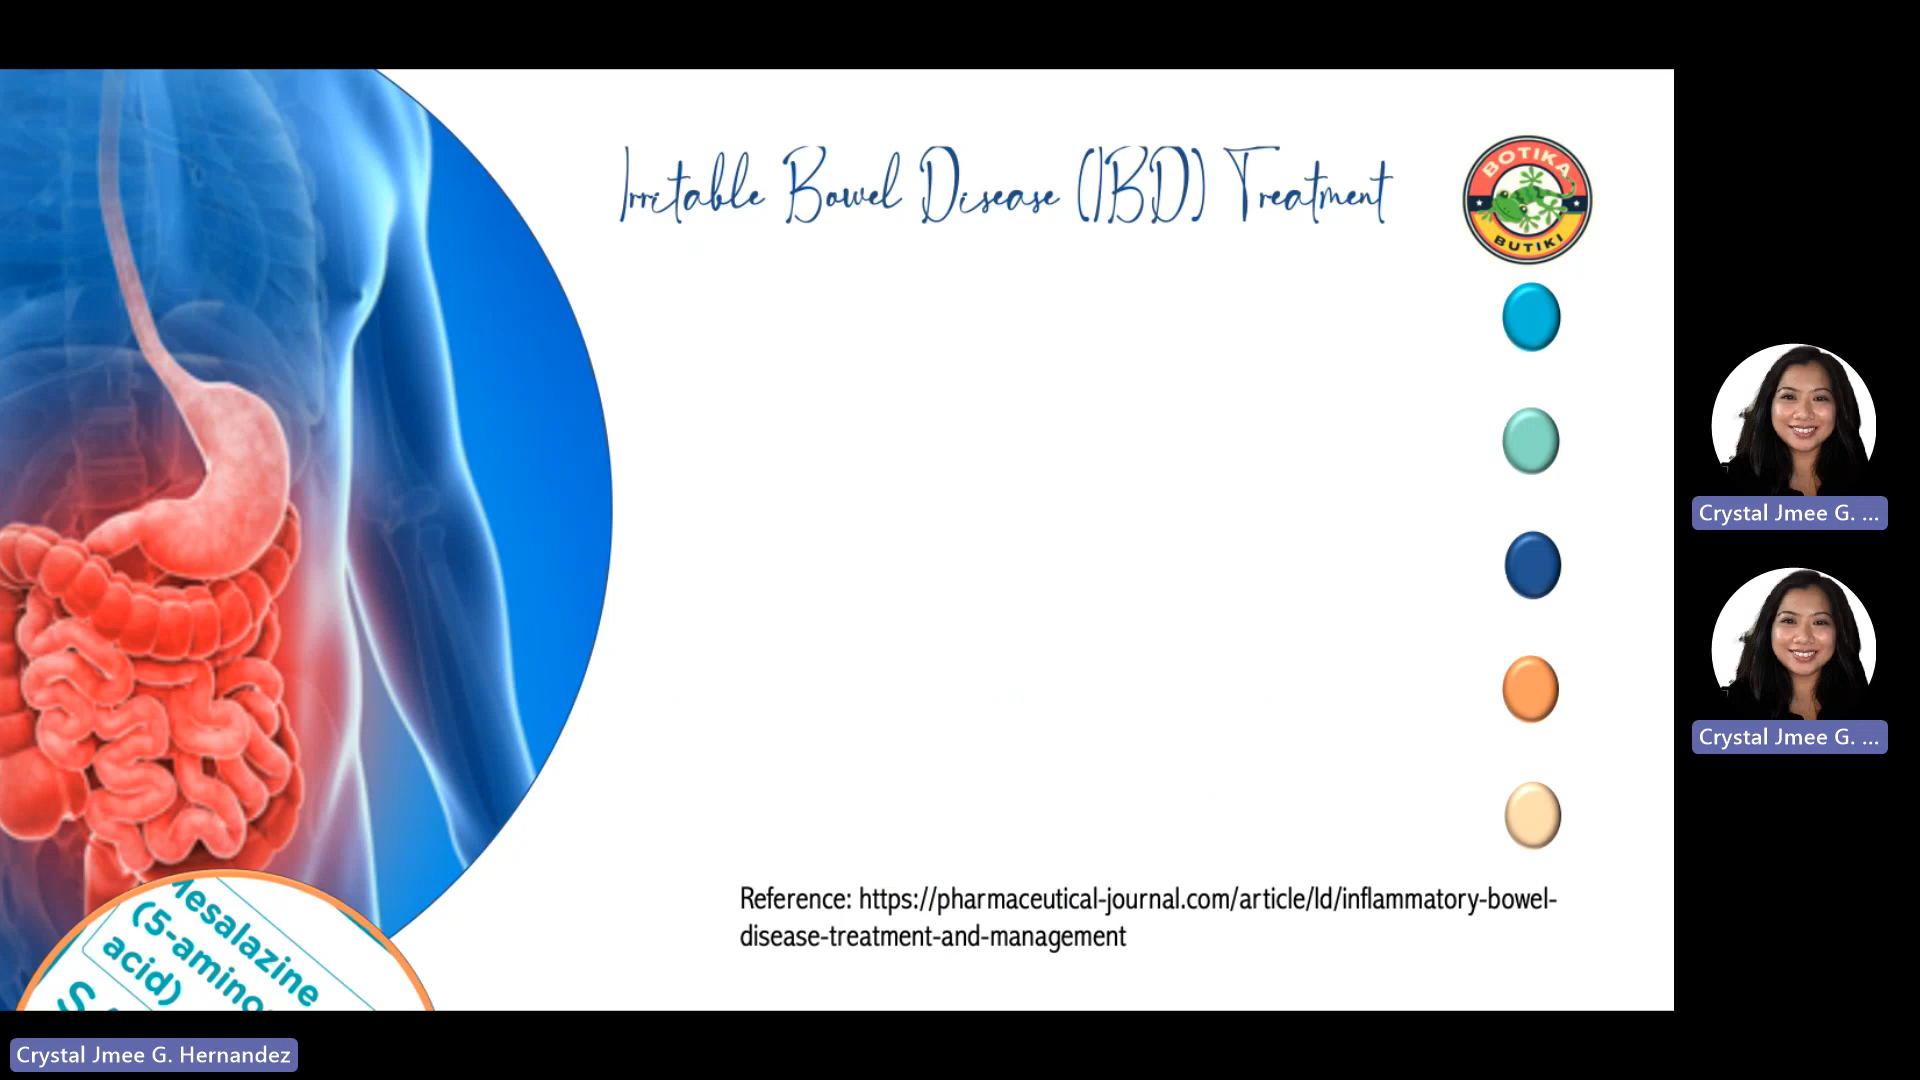 Irritable Bowel Disease (IBD) Treatment
BOTIKA
BUTIKI
Reference: https://pharmaceutical-journal.com/article/ld/inflammatory-bowel-
disease-treatment-and-management
Mesalazine
(5-amino
acid)
Crystal Jmee G. ...
Crystal Jmee G. ...
Crystal Jmee G. Hernandez